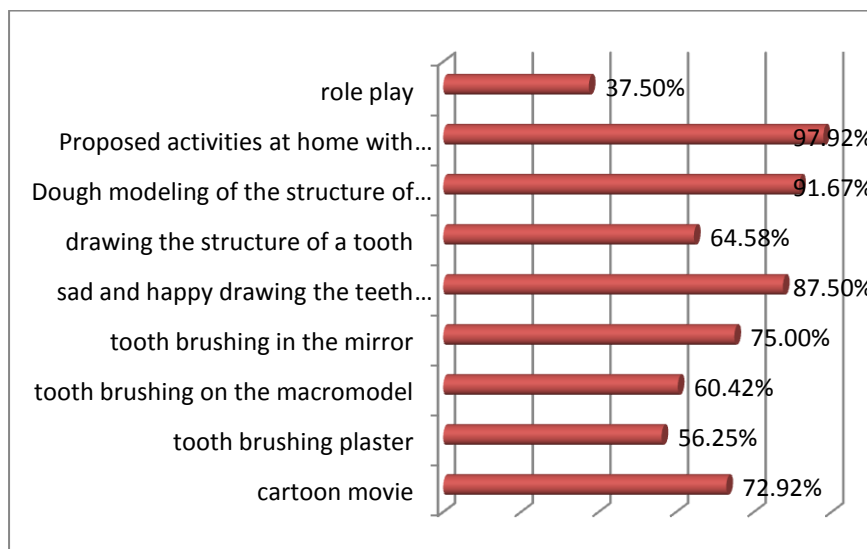 role play 37.50%
Proposed activities at home with… 97.92%
Dough modeling of the structure of… 91.67%
drawing the structure of a tooth 64.58%
sad and happy drawing the teeth… 87.50%
tooth brushing in the mirror 75.00%
tooth brushing on the macromodel 60.42%
tooth brushing plaster 56.25%
cartoon movie 72.92%